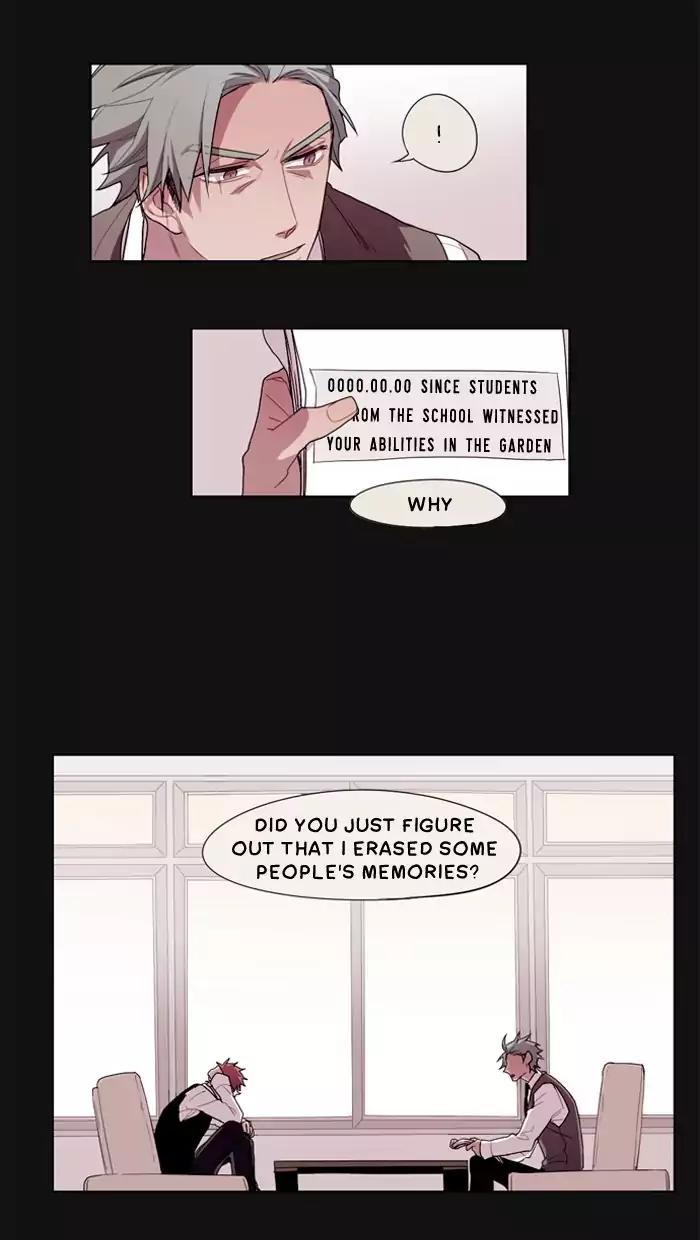 !
0000.00.00 SINCE STUDENTS
ROM THE SCHOOL WITNESSED
YOUR ABILITIES IN THE GARDEN
WHY
DID YOU JUST FIGURE
OUT THAT I ERASED SOME
PEOPLE'S MEMORIES?